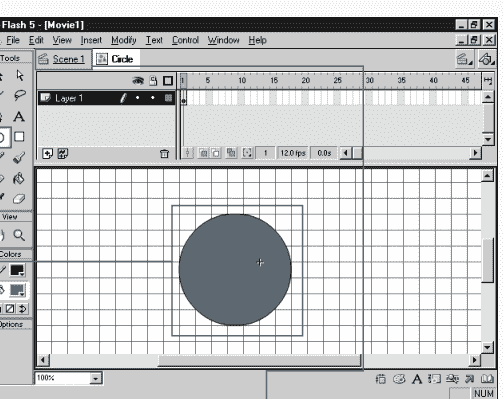 Flash 5 - [Movie1]
File Edit View Insert Modify Text Control Window Help
Tools
Scene 1 Circle
1 5 10 15 20 25 30 35 40 45
Layer 1
A
1 12.0 fps 0.0s
View
Colors
Options
100%
A
NUM